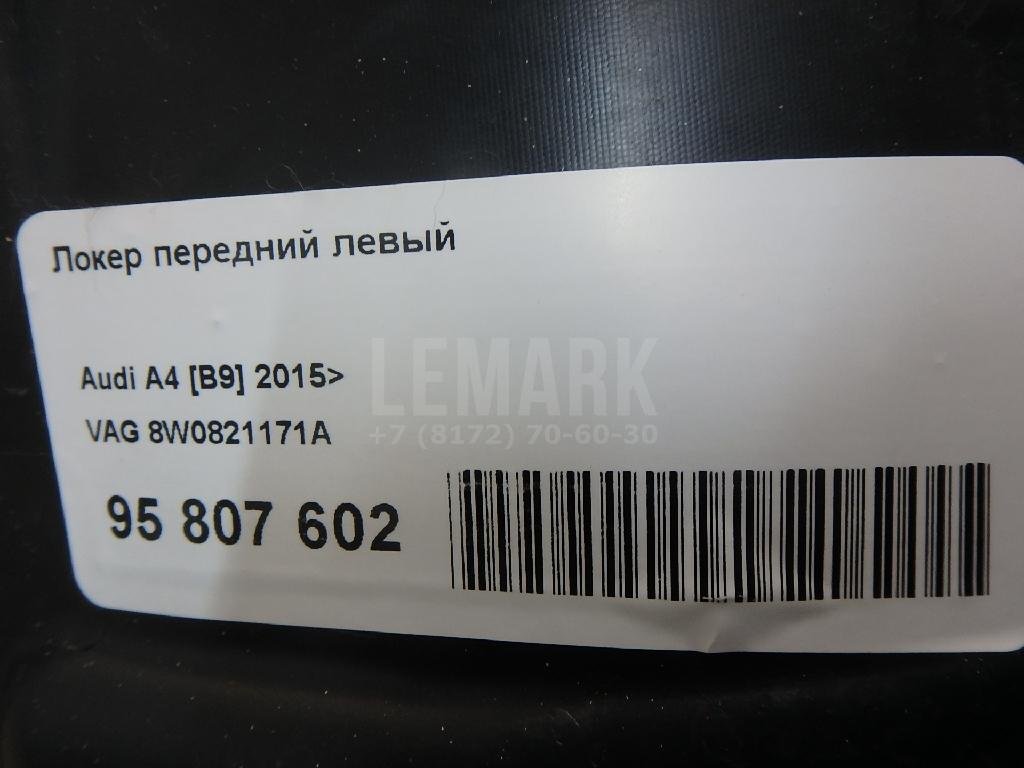 Локер передний левый
Audi A4 [B9] 2015>
LEMARK
VAG 8W0821171A
+7 (8172) 70-60-30
95 807 602